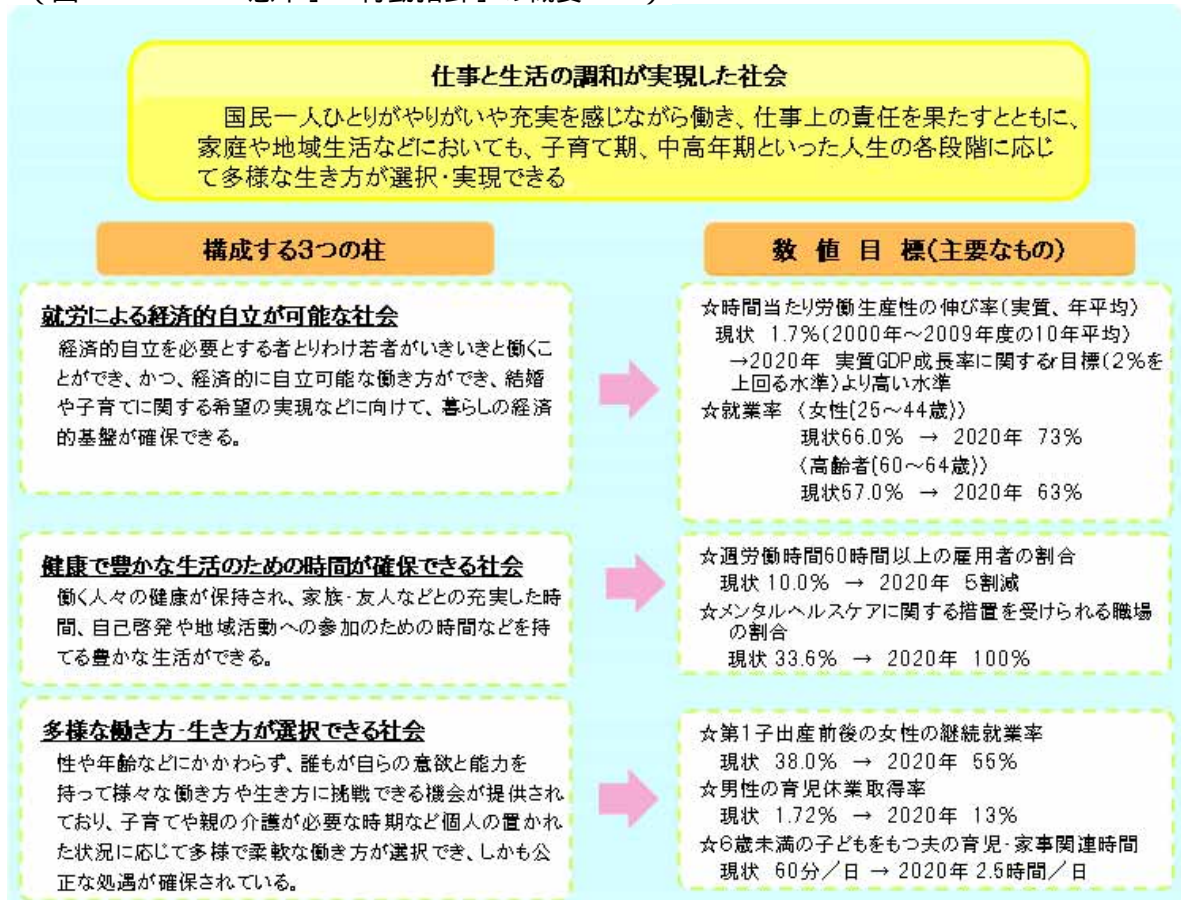 仕事と生活の調和が実現した社会
国民一人ひとりがやりがいや充実を感じながら働き、仕事上の責任を果たすとともに、
家庭や地域生活などにおいても、子育て期、中高年期といった人生の各段階に応じ
て多様な生き方が選択・実現できる
構成する3つの柱
就労による経済的自立が可能な社会
経済的自立を必要とする者とりわけ若者がいきいきと働くこ
とができ、かつ、経済的に自立可能な働き方ができ、結婚
や子育てに関する希望の実現などに向けて、暮らしの経済
的基盤が確保できる。
健康で豊かな生活のための時間が確保できる社会
働く人々の健康が保持され、家族・友人などとの充実した時
間、自己啓発や地域活動への参加のための時間などを持
てる豊かな生活ができる。
多様な働き方・生き方が選択できる社会
性や年齢などにかかわらず、誰もが自らの意欲と能力を
持って様々な働き方や生き方に挑戦できる機会が提供され
ており、子育てや親の介護が必要な時期など個人の置かれ
た状況に応じて多様で柔軟な働き方が選択でき、しかも公
正な処遇が確保されている。
数 値 目 標(主要なもの)
☆時間当たり労働生産性の伸び率(実質、年平均)
現状 1.7%(2000年～2009年度の10年平均)
→2020年 実質GDP成長率に関するr目標(2%を
上回る水準)より高い水準
☆就業率 〈女性(25～44歳)〉
現状66.0% → 2020年 73%
〈高齢者(60～64歳)〉
現状57.0% → 2020年 63%
☆週労働時間60時間以上の雇用者の割合
現状 10.0% → 2020年 5割減
☆メンタルヘルスケアに関する措置を受けられる職場
の割合
現状 33.6% → 2020年 100%
☆第1子出産前後の女性の継続就業率
現状 38.0% → 2020年 55%
☆男性の育児休業取得率
現状 1.72% → 2020年 13%
☆6歳未満の子どもをもつ夫の育児・家事関連時間
現状 60分／日 → 2020年 2.5時間／日